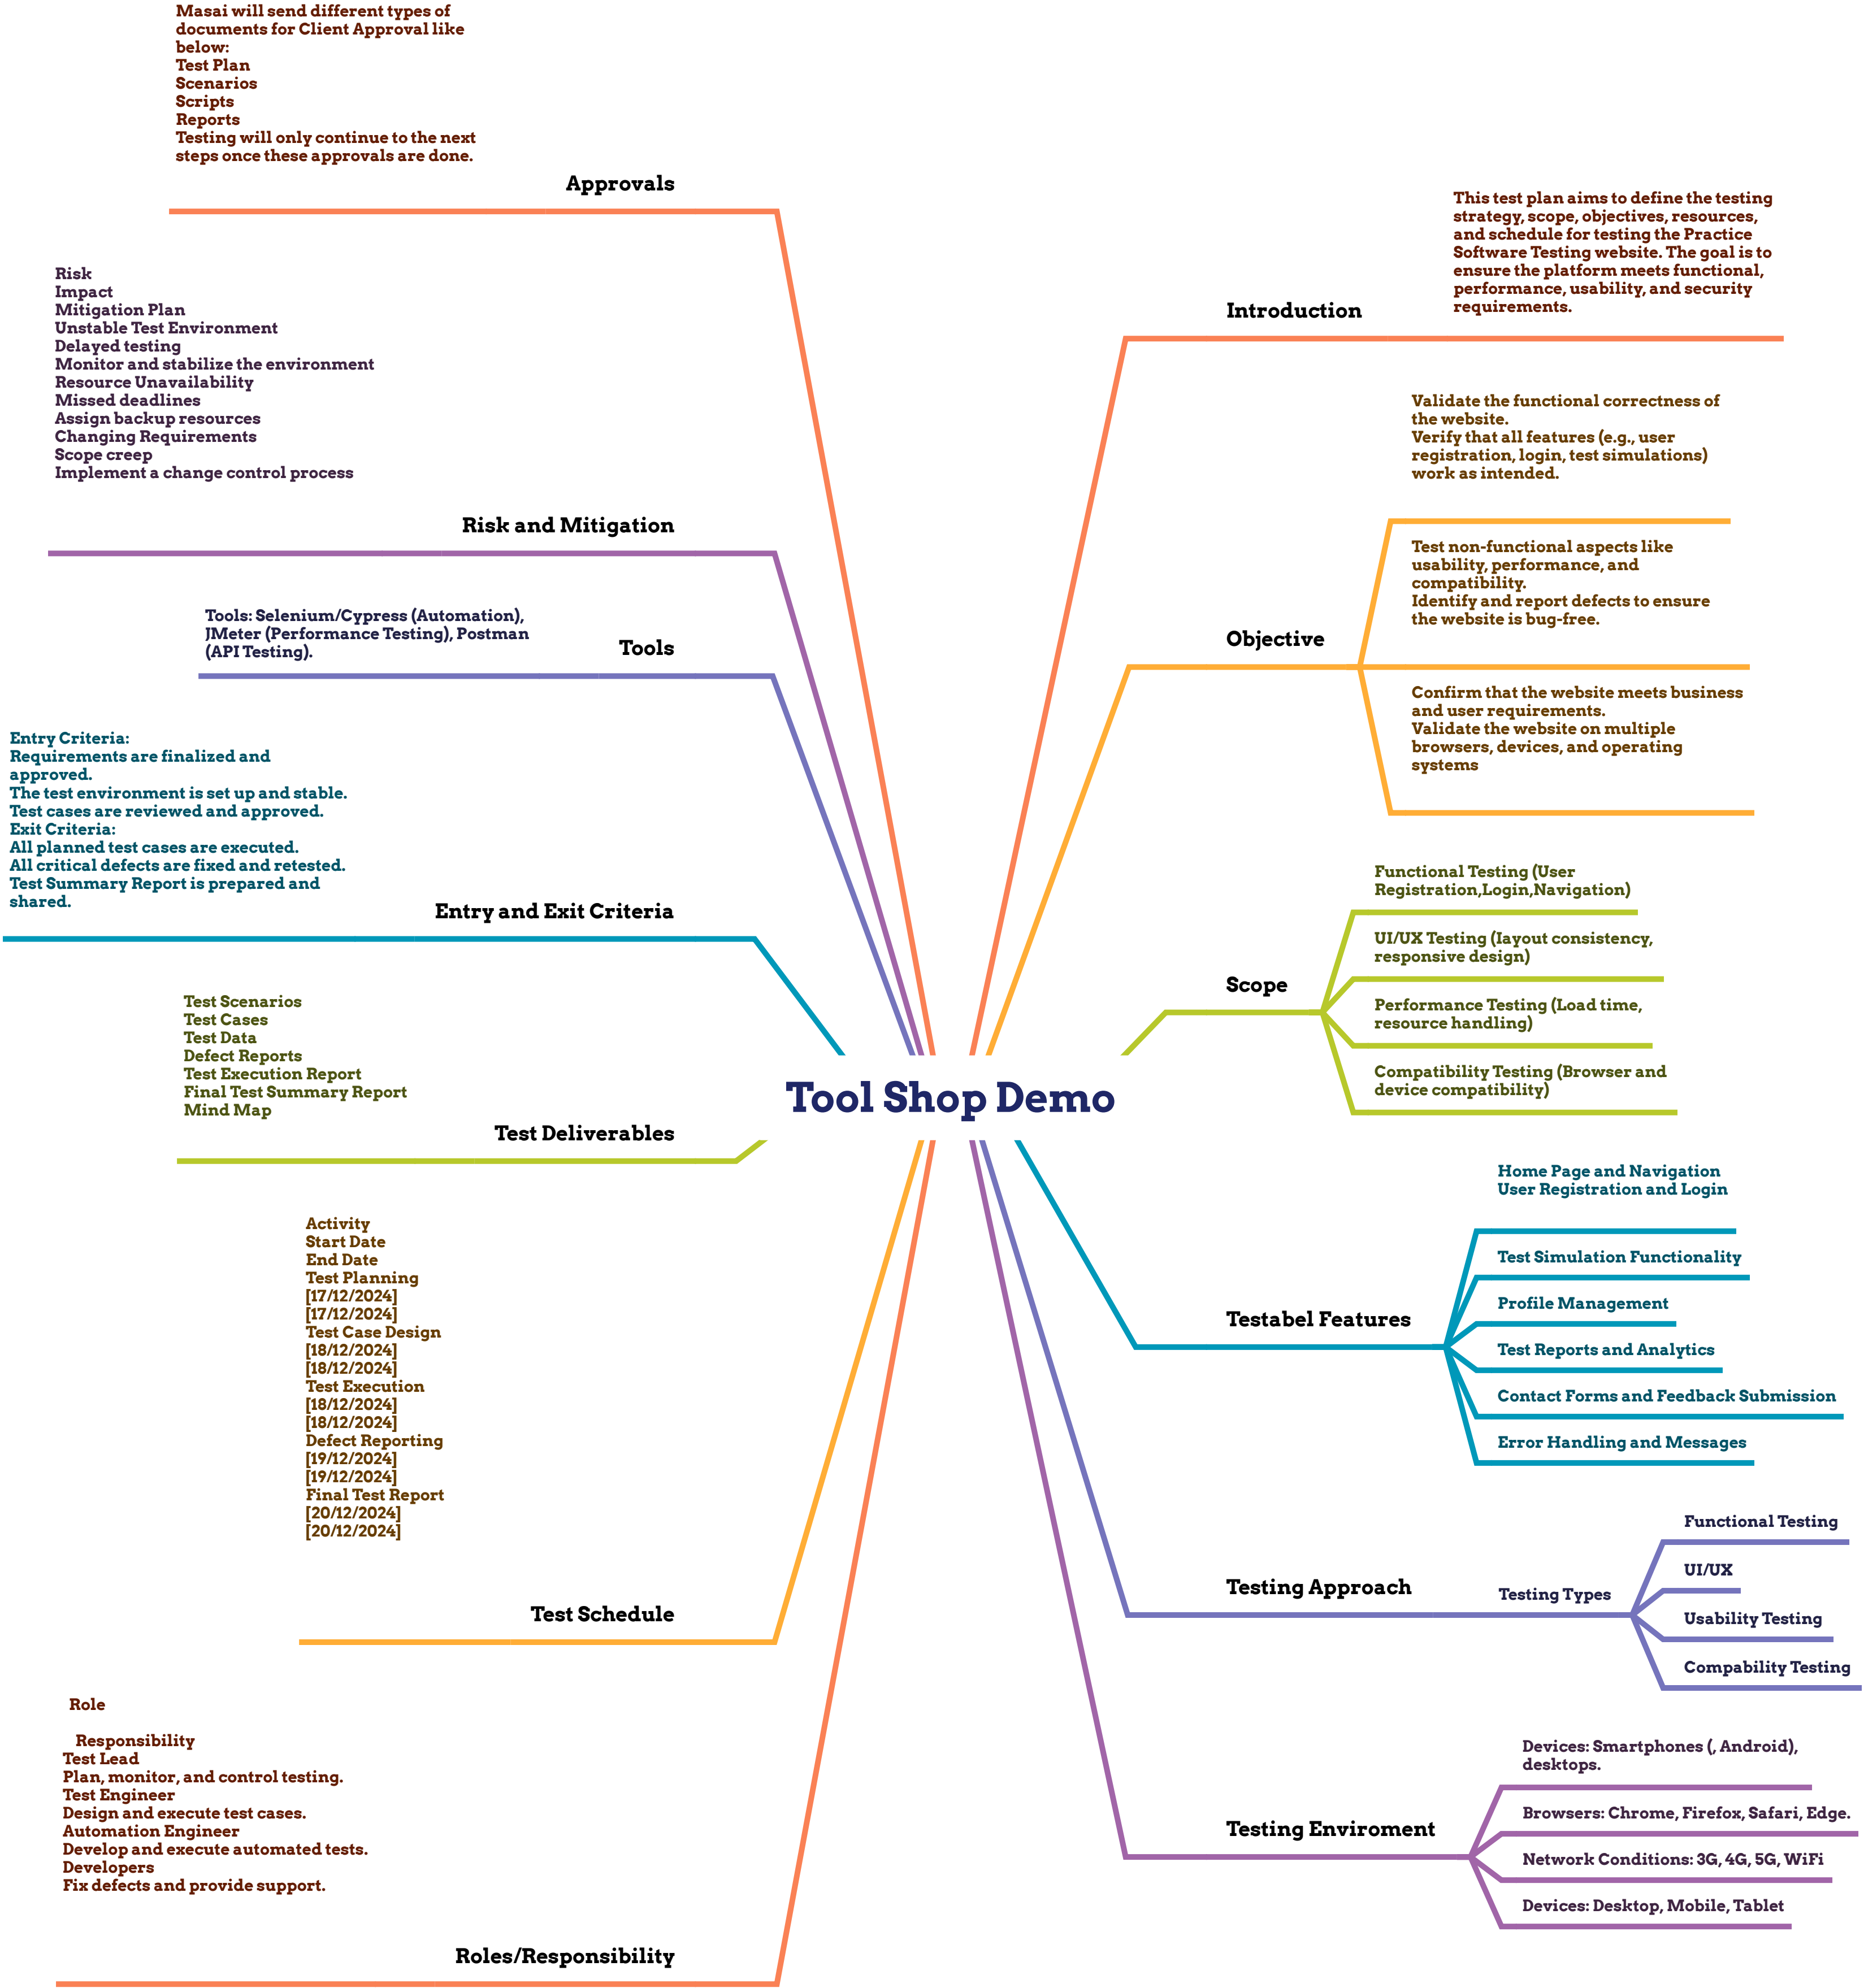 Masai will send different types of
documents for Client Approval like
below:
Test Plan
Scenarios
Scripts
Reports
Testing will only continue to the next
steps once these approvals are done.
Approvals
Risk
Impact
Mitigation Plan
Unstable Test Environment
Delayed testing
Monitor and stabilize the environment
Resource Unavailability
Missed deadlines
Assign backup resources
Changing Requirements
Scope creep
Implement a change control process
Risk and Mitigation
Tools: Selenium/Cypress (Automation),
JMeter (Performance Testing), Postman
(API Testing).
Tools
Entry Criteria:
Requirements are finalized and
approved.
The test environment is set up and stable.
Test cases are reviewed and approved.
Exit Criteria:
All planned test cases are executed.
All critical defects are fixed and retested.
Test Summary Report is prepared and
shared.
Entry and Exit Criteria
Test Scenarios
Test Cases
Test Data
Defect Reports
Test Execution Report
Final Test Summary Report
Mind Map
Test Deliverables
Activity
Start Date
End Date
Test Planning
[17/12/2024]
[17/12/2024]
Test Case Design
[18/12/2024]
[18/12/2024]
Test Execution
[18/12/2024]
[18/12/2024]
Defect Reporting
[19/12/2024]
[19/12/2024]
Final Test Report
[20/12/2024]
[20/12/2024]
Test Schedule
Role
Responsibility
Test Lead
Plan, monitor, and control testing.
Test Engineer
Design and execute test cases.
Automation Engineer
Develop and execute automated tests.
Developers
Fix defects and provide support.
Roles/Responsibility
Tool Shop Demo
This test plan aims to define the testing
strategy, scope, objectives, resources,
and schedule for testing the Practice
Software Testing website. The goal is to
ensure the platform meets functional,
performance, usability, and security
requirements.
Introduction
Validate the functional correctness of
the website.
Verify that all features (e.g., user
registration, login, test simulations)
work as intended.
Test non-functional aspects like
usability, performance, and
compatibility.
Identify and report defects to ensure
the website is bug-free.
Objective
Confirm that the website meets business
and user requirements.
Validate the website on multiple
browsers, devices, and operating
systems
Functional Testing (User
Registration,Login,Navigation)
UI/UX Testing (layout consistency,
responsive design)
Scope
Performance Testing (Load time,
resource handling)
Compatibility Testing (Browser and
device compatibility)
Home Page and Navigation
User Registration and Login
Test Simulation Functionality
Profile Management
Testabel Features
Test Reports and Analytics
Contact Forms and Feedback Submission
Error Handling and Messages
Functional Testing
UI/UX
Testing Approach
Testing Types
Usability Testing
Compability Testing
Devices: Smartphones (, Android),
desktops.
Browsers: Chrome, Firefox, Safari, Edge.
Testing Enviroment
Network Conditions: 3G, 4G, 5G, WiFi
Devices: Desktop, Mobile, Tablet